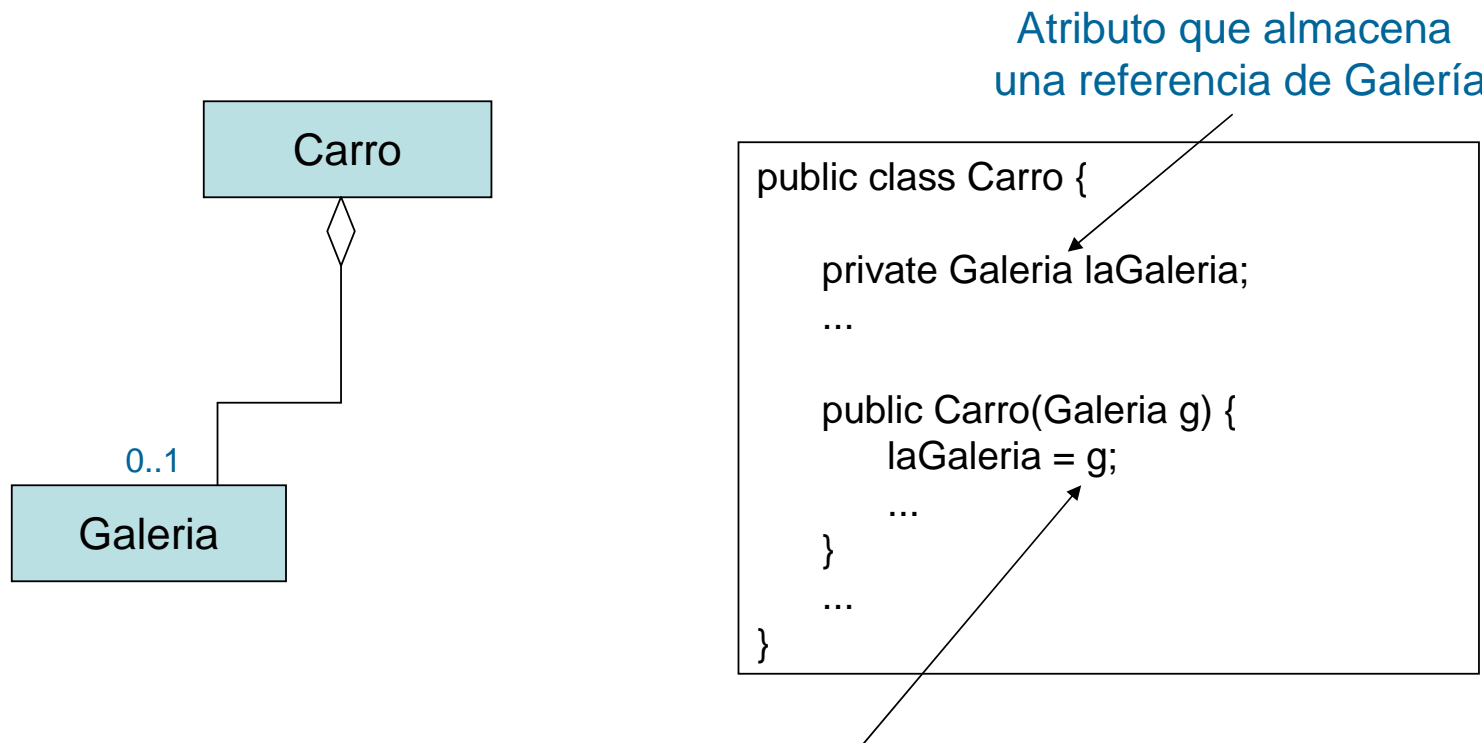 Atributo que almacena
una referencia de Galería
Carro
0..1
Galeria
public class Carro {
private Galeria laGaleria;
...
public Carro(Galeria g) {
laGaleria = g;
...
}
...
}